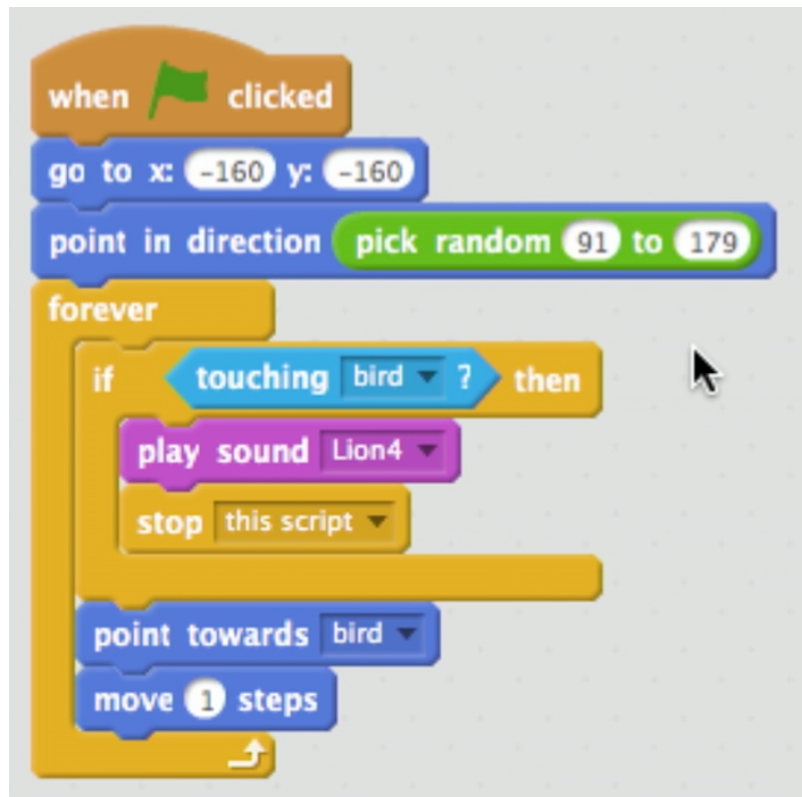 when clicked
go to x: -160 y: -160
point in direction pick random 91 to 179
forever
if touching bird ? then
play sound Lion4
stop this script
point towards bird
move 1 steps